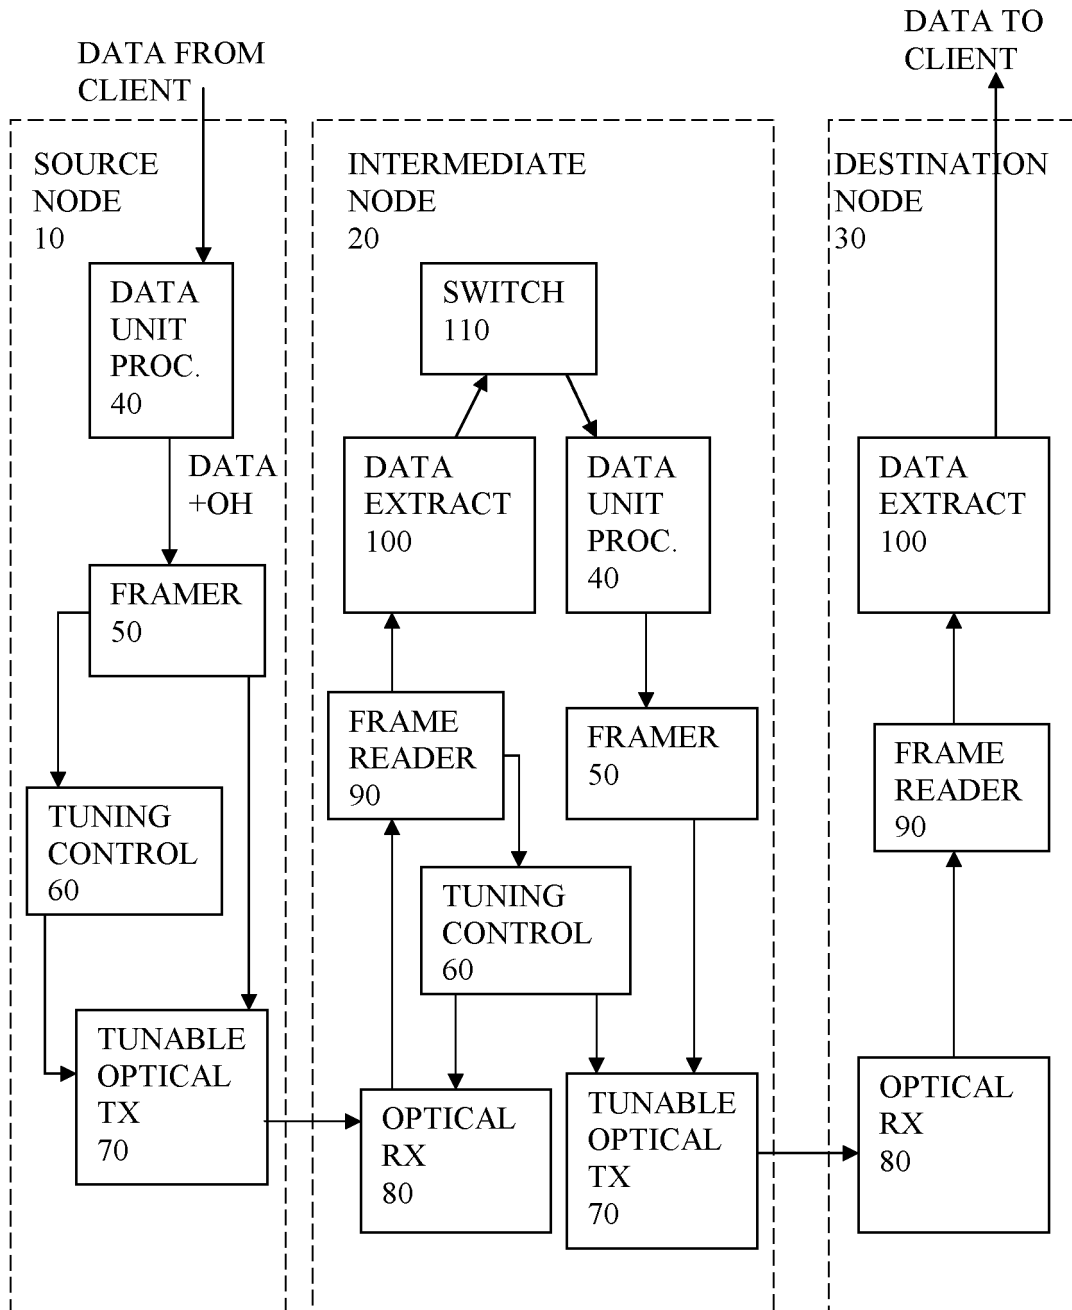 DATA FROM
CLIENT
DATA TO
CLIENT
SOURCE
NODE
10
DATA
UNIT
PROC.
40
DATA
+OH
FRAMER
50
TUNING
CONTROL
60
TUNABLE
OPTICAL
TX
70
INTERMEDIATE
NODE
20
SWITCH
110
DATA
EXTRACT
100
DATA
UNIT
PROC.
40
FRAME
READER
90
FRAMER
50
TUNING
CONTROL
60
OPTICAL
RX
80
TUNABLE
OPTICAL
TX
70
DESTINATION
NODE
30
DATA
EXTRACT
100
FRAME
READER
90
OPTICAL
RX
80